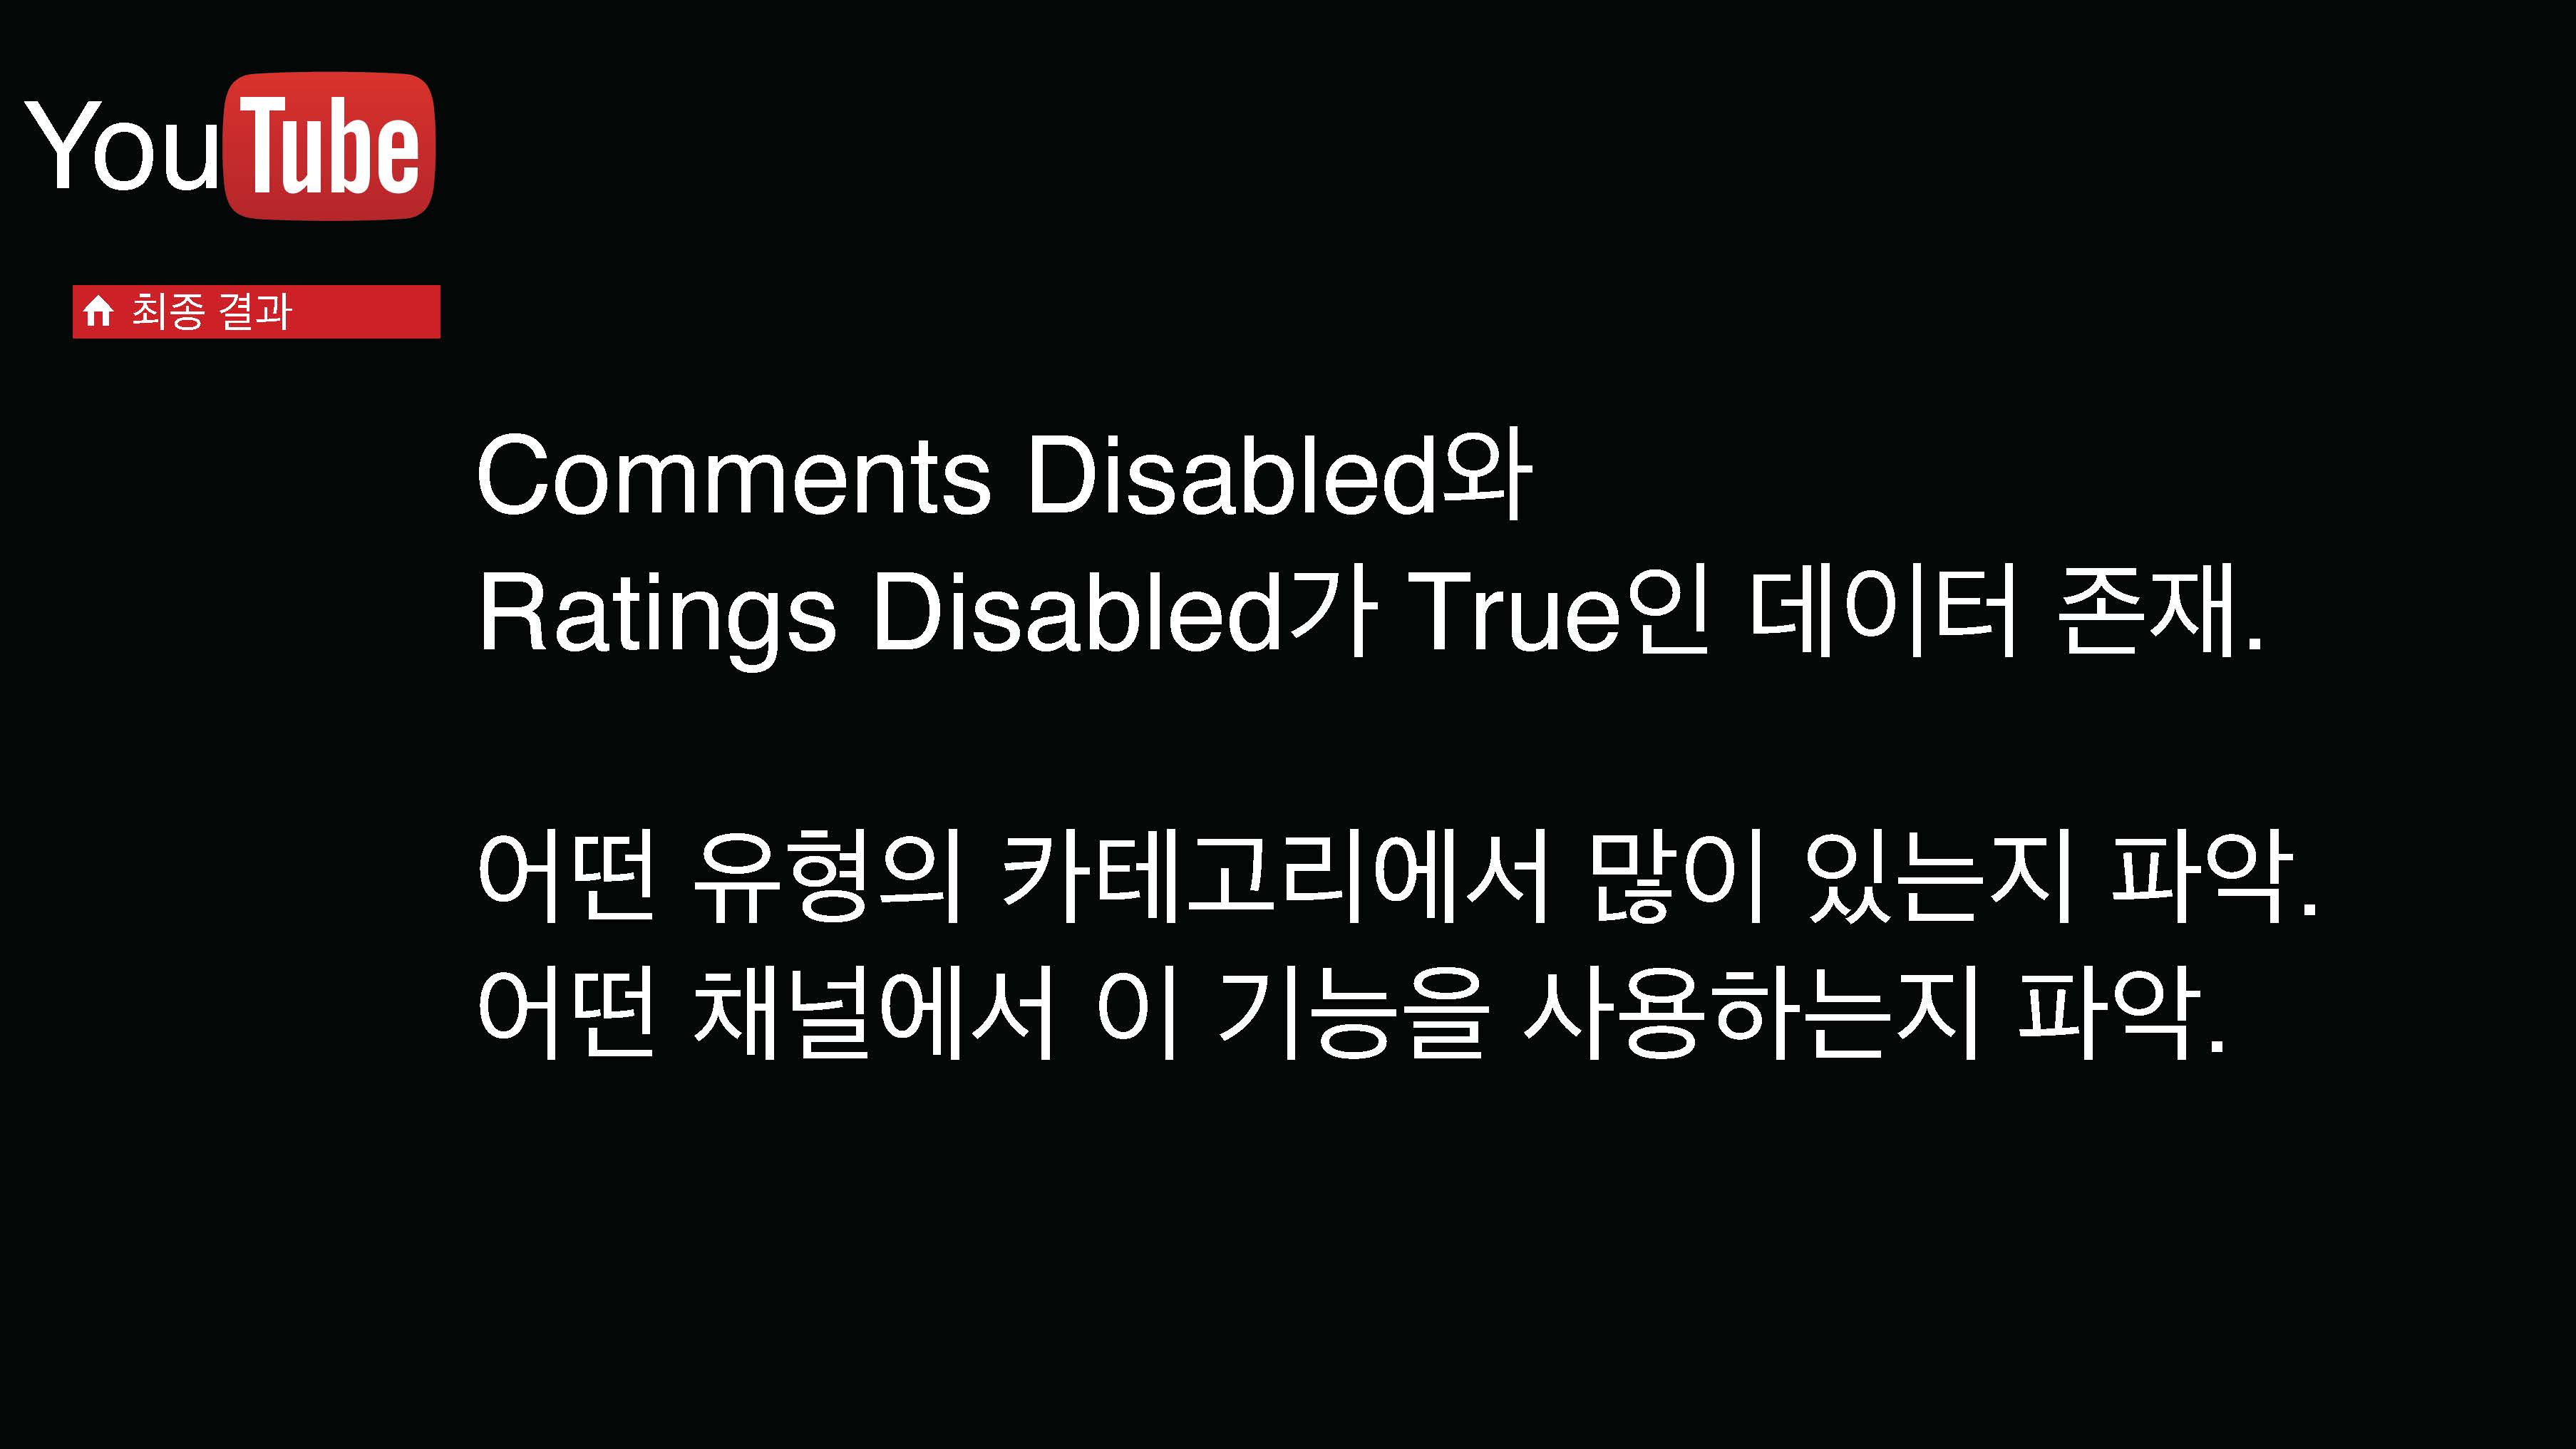 YouTube
최종 결과
Comments Disabled와
Ratings Disabled가 True인 데이터 존재.
어떤 유형의 카테고리에서 많이 있는지 파악.
어떤 채널에서 이 기능을 사용하는지 파악.